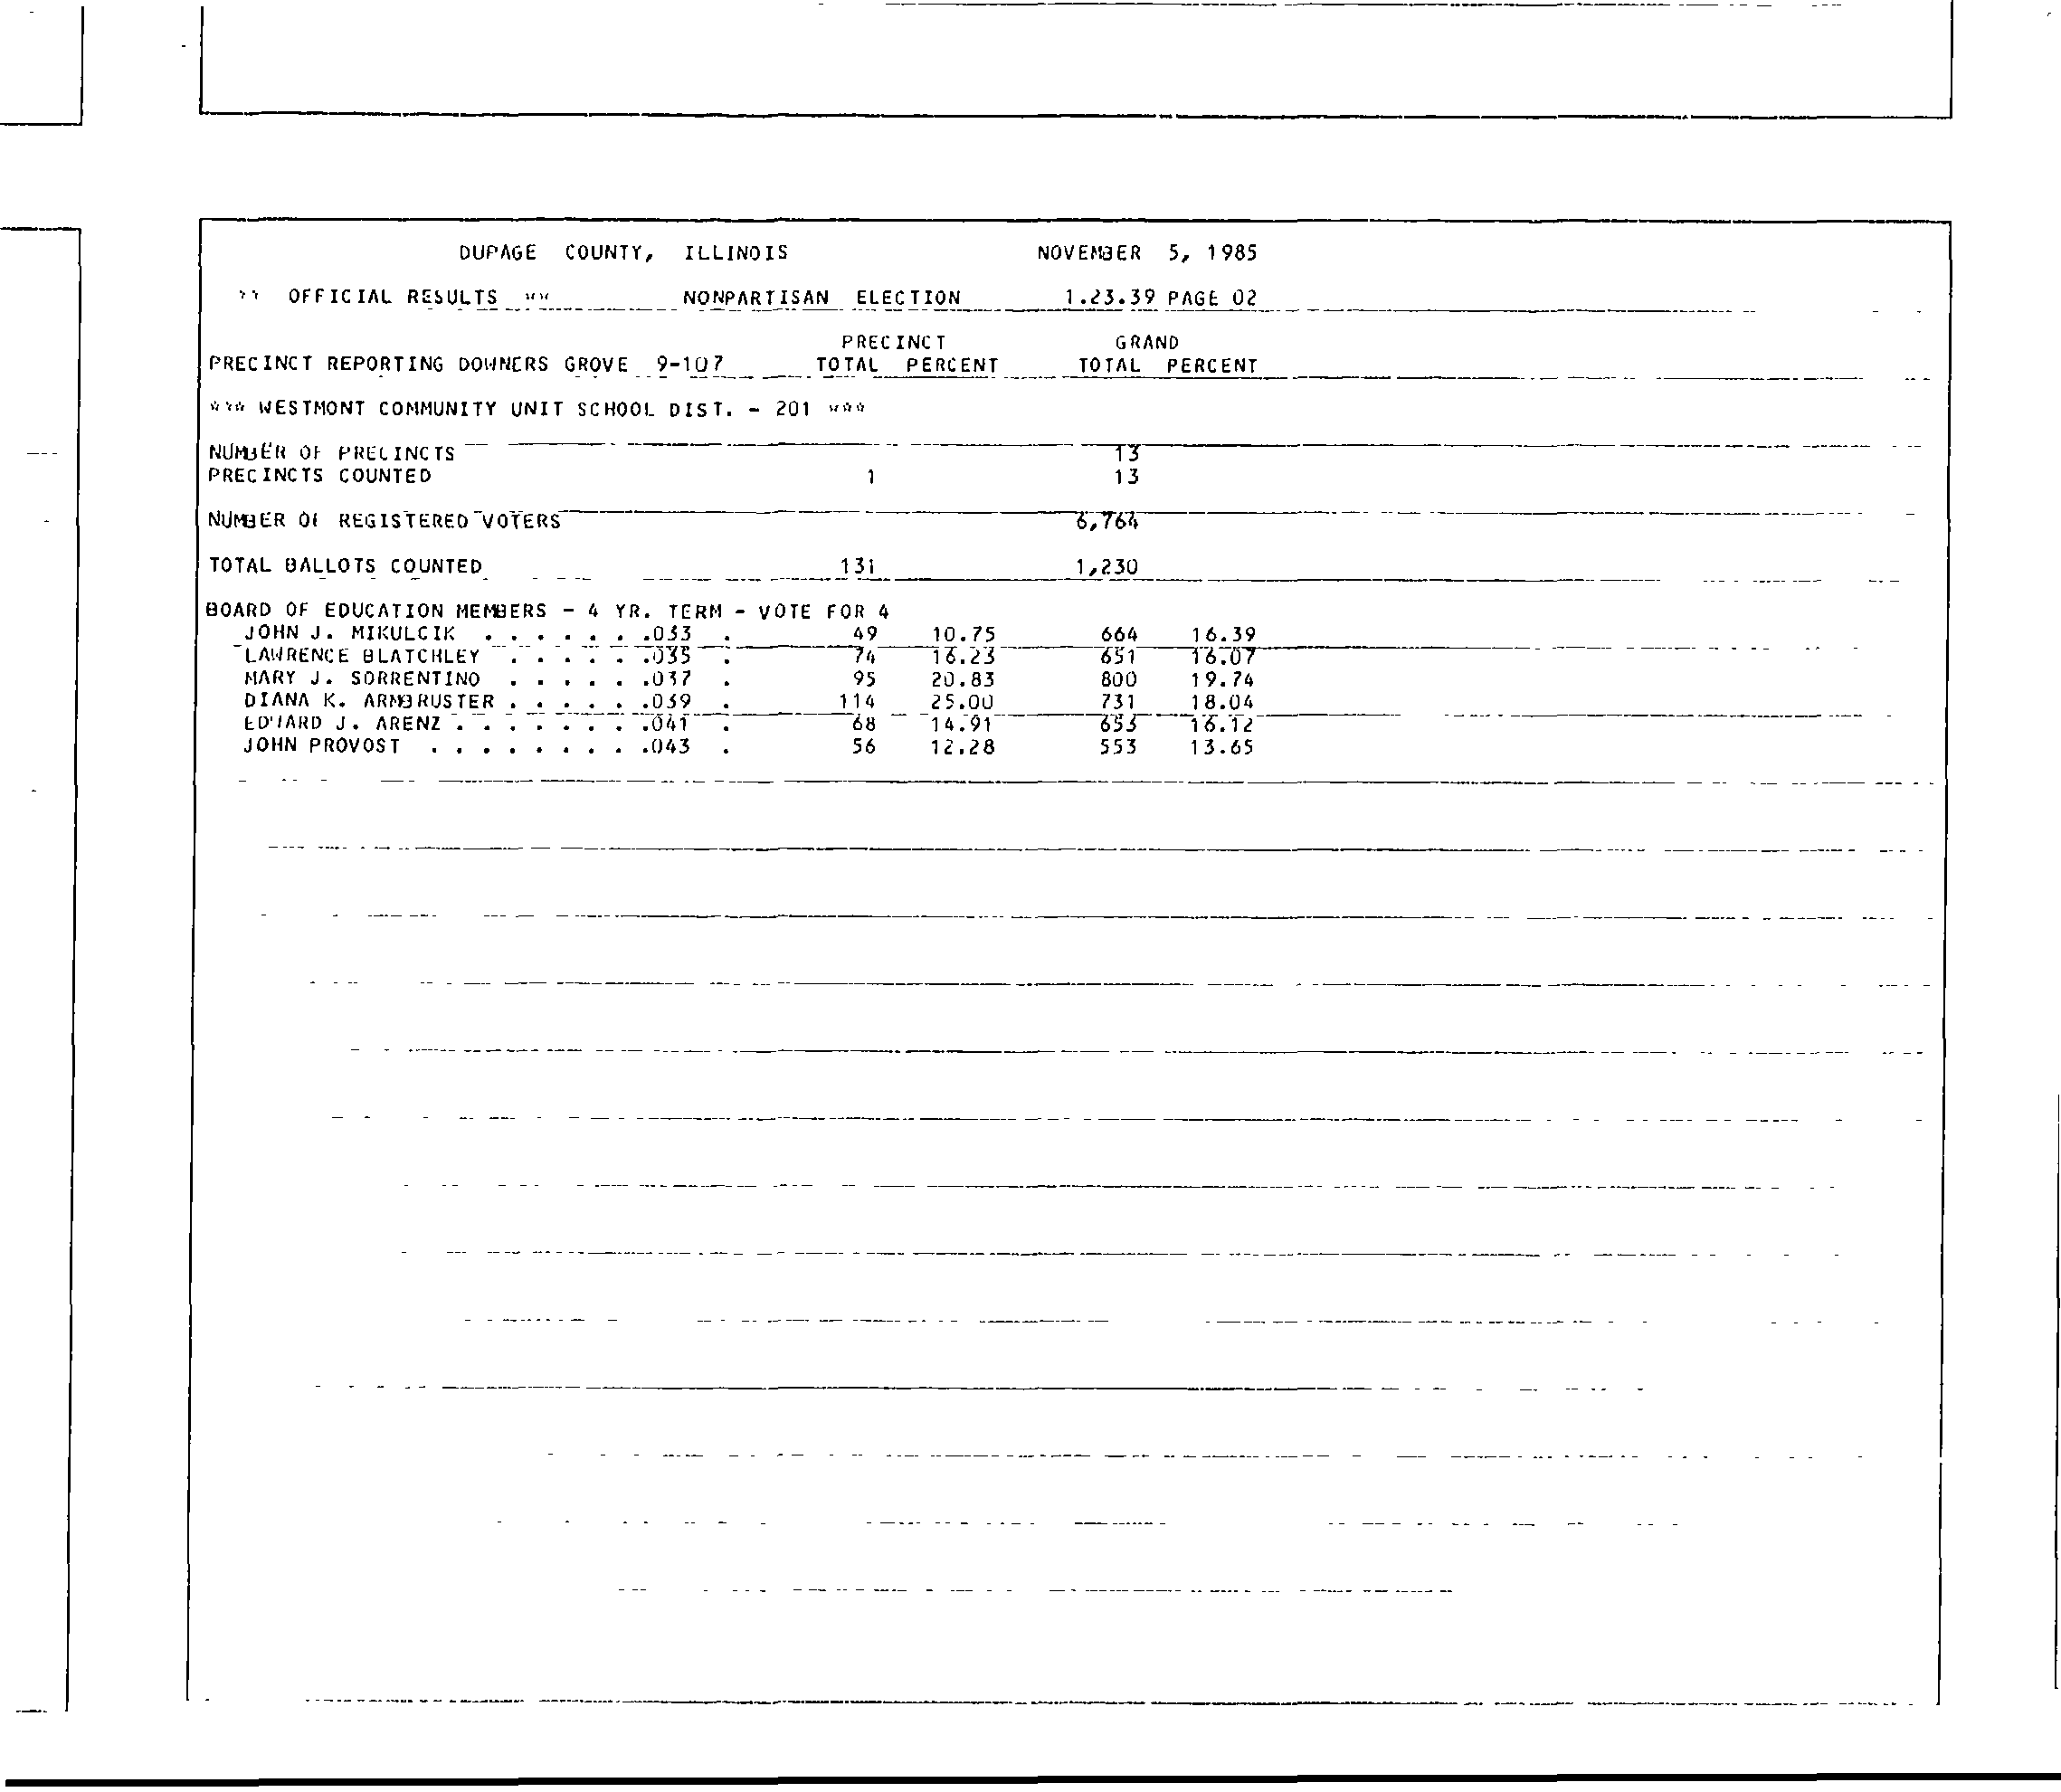 DUPAGE COUNTY, ILLINOIS NOVEMBER 5, 1985
** OFFICIAL RESULTS ** NONPARTISAN ELECTION 1.23.39 PAGE 02
PRECINCT GRAND
PRECINCT REPORTING DOWNERS GROVE 9-107 TOTAL PERCENT TOTAL PERCENT
*** WESTMONT COMMUNITY UNIT SCHOOL DIST. - 201 ***
NUMBER OF PRECINCTS 13
PRECINCTS COUNTED 1 13
NUMBER OF REGISTERED VOTERS 6,764
TOTAL BALLOTS COUNTED 131 1,230
BOARD OF EDUCATION MEMBERS - 4 YR. TERM - VOTE FOR 4
JOHN J. MIKULCIK . . . . . . .033 . 49 10.75 664 16.39
LAWRENCE BLATCHLEY . . . . . .035 . 74 16.23 651 16.07
MARY J. SORRENTINO . . . . . .037 . 95 20.83 800 19.74
DIANA K. ARMBRUSTER . . . . . .039 . 114 25.00 731 18.04
EDWARD J. ARENZ . . . . . . . .041 . 68 14.91 653 16.12
JOHN PROVOST . . . . . . . . .043 . 56 12.28 553 13.65